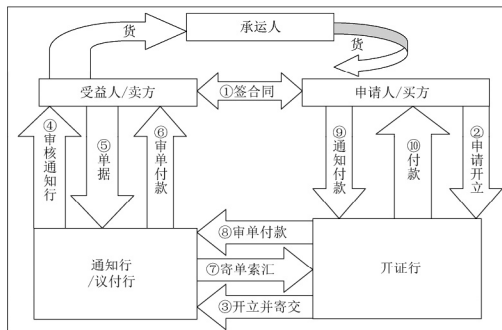 货
承运人
货
受益人/卖方
①签合同
申请人/买方
④审核通知行
⑤单据
⑥审单付款
⑨通知付款
⑩付款
②申请开立
⑧审单付款
通知行
/议付行
⑦寄单索汇
开证行
③开立并寄交